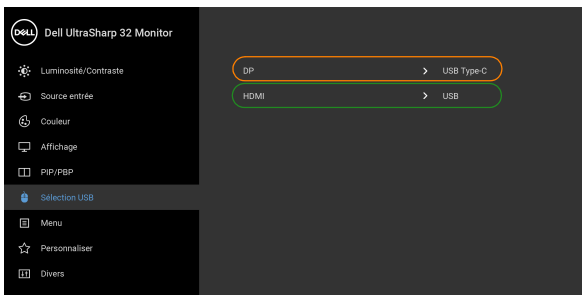 DELL Dell UltraSharp 32 Monitor
Luminosité/Contraste
DP > USB Type-C
Source entrée
HDMI > USB
Couleur
Affichage
PIP/PBP
Sélection USB
Menu
Personnaliser
Divers